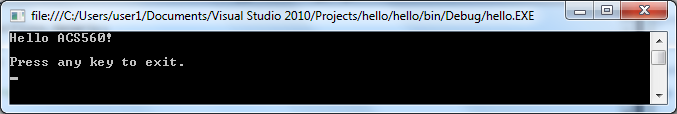 file:///C:/Users/user1/Documents/Visual Studio 2010/Projects/hello/hello/bin/Debug/hello.EXE
Hello ACS560!
Press any key to exit.